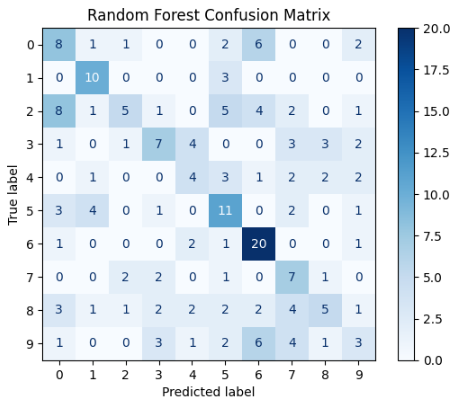 Random Forest Confusion Matrix
0 8 1 1 0 0 2 6 0 0 2
1 0 10 0 0 0 3 0 0 0 0
2 8 1 5 1 0 5 4 2 0 1
3 1 0 1 7 4 0 0 3 3 2
4 0 1 0 0 4 3 1 2 2 2
5 3 4 0 1 0 11 0 2 0 1
6 1 0 0 0 2 1 20 0 0 1
7 0 0 2 2 0 1 0 7 1 0
8 3 1 1 2 2 2 2 4 5 1
9 1 0 0 3 1 2 6 4 1 3
0 1 2 3 4 5 6 7 8 9
Predicted label
True label
20.0
17.5
15.0
12.5
10.0
7.5
5.0
2.5
0.0